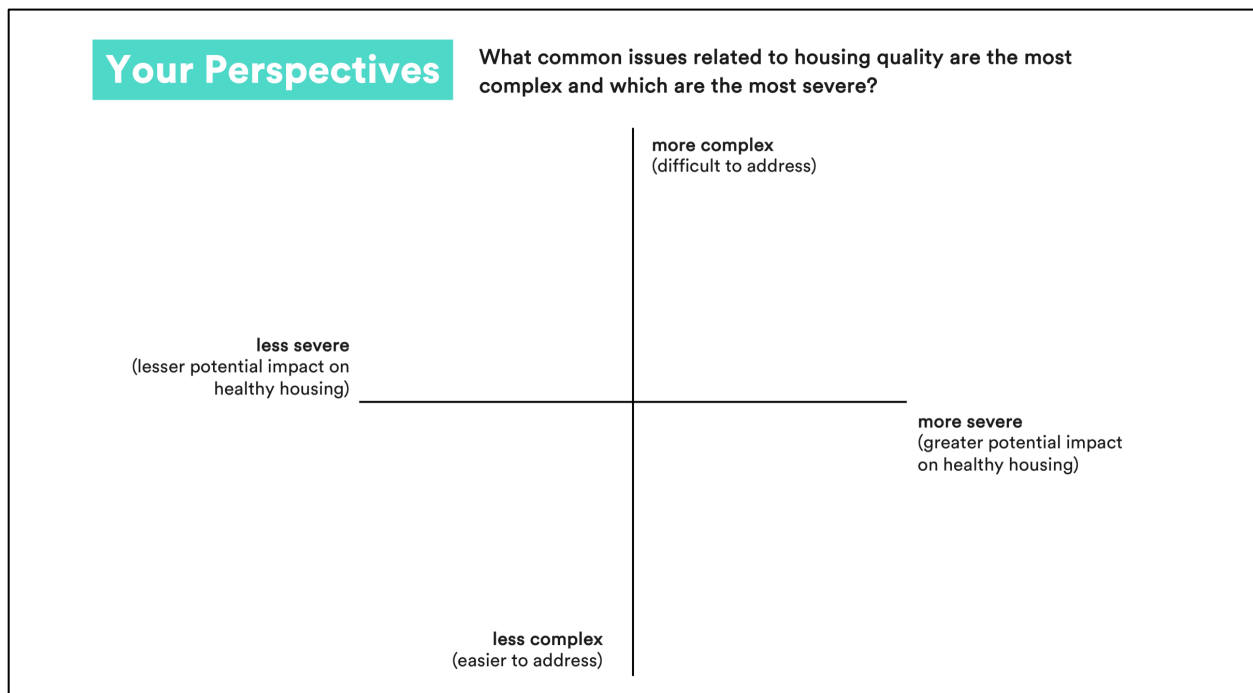 Your Perspectives
What common issues related to housing quality are the most
complex and which are the most severe?
more complex
(difficult to address)
less severe
(lesser potential impact on
healthy housing)
more severe
(greater potential impact
on healthy housing)
less complex
(easier to address)